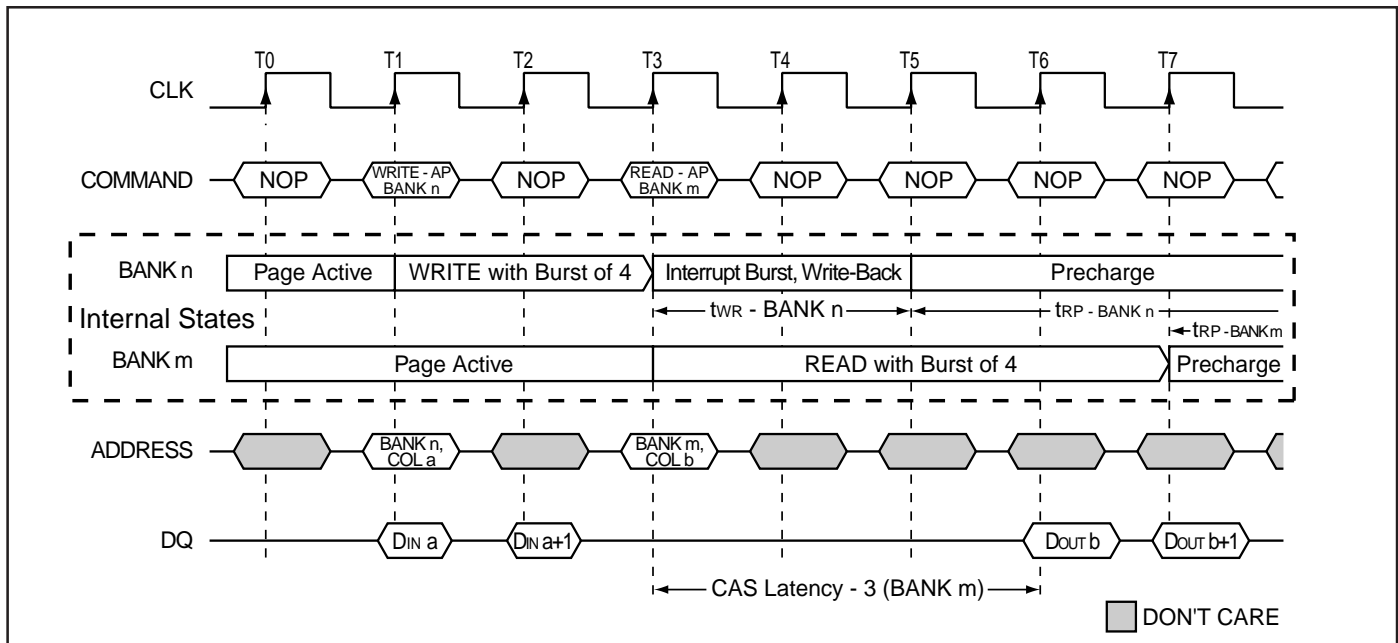 T0 T1 T2 T3 T4 T5 T6 T7
CLK
COMMAND NOP WRITE - AP NOP READ - AP NOP NOP NOP NOP
BANK n BANK m
BANK n Page Active WRITE with Burst of 4 Interrupt Burst, Write-Back Precharge
tWR - BANK n tRP - BANK n
Internal States
tRP - BANK m
BANK m Page Active READ with Burst of 4 Precharge
ADDRESS BANK n, BANK m,
COL a COL b
DQ DIN a DIN a+1 DOUT b DOUT b+1
CAS Latency - 3 (BANK m)
DON'T CARE